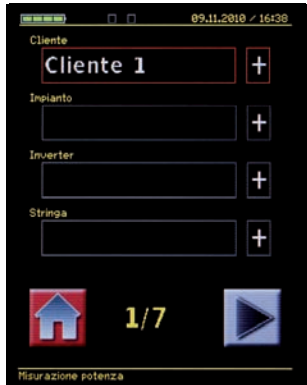 09.11.2010 / 16:38
Cliente
Cliente 1
+
Impianto
+
Inverter
+
Stringa
+
1/7
Misurazione potenza